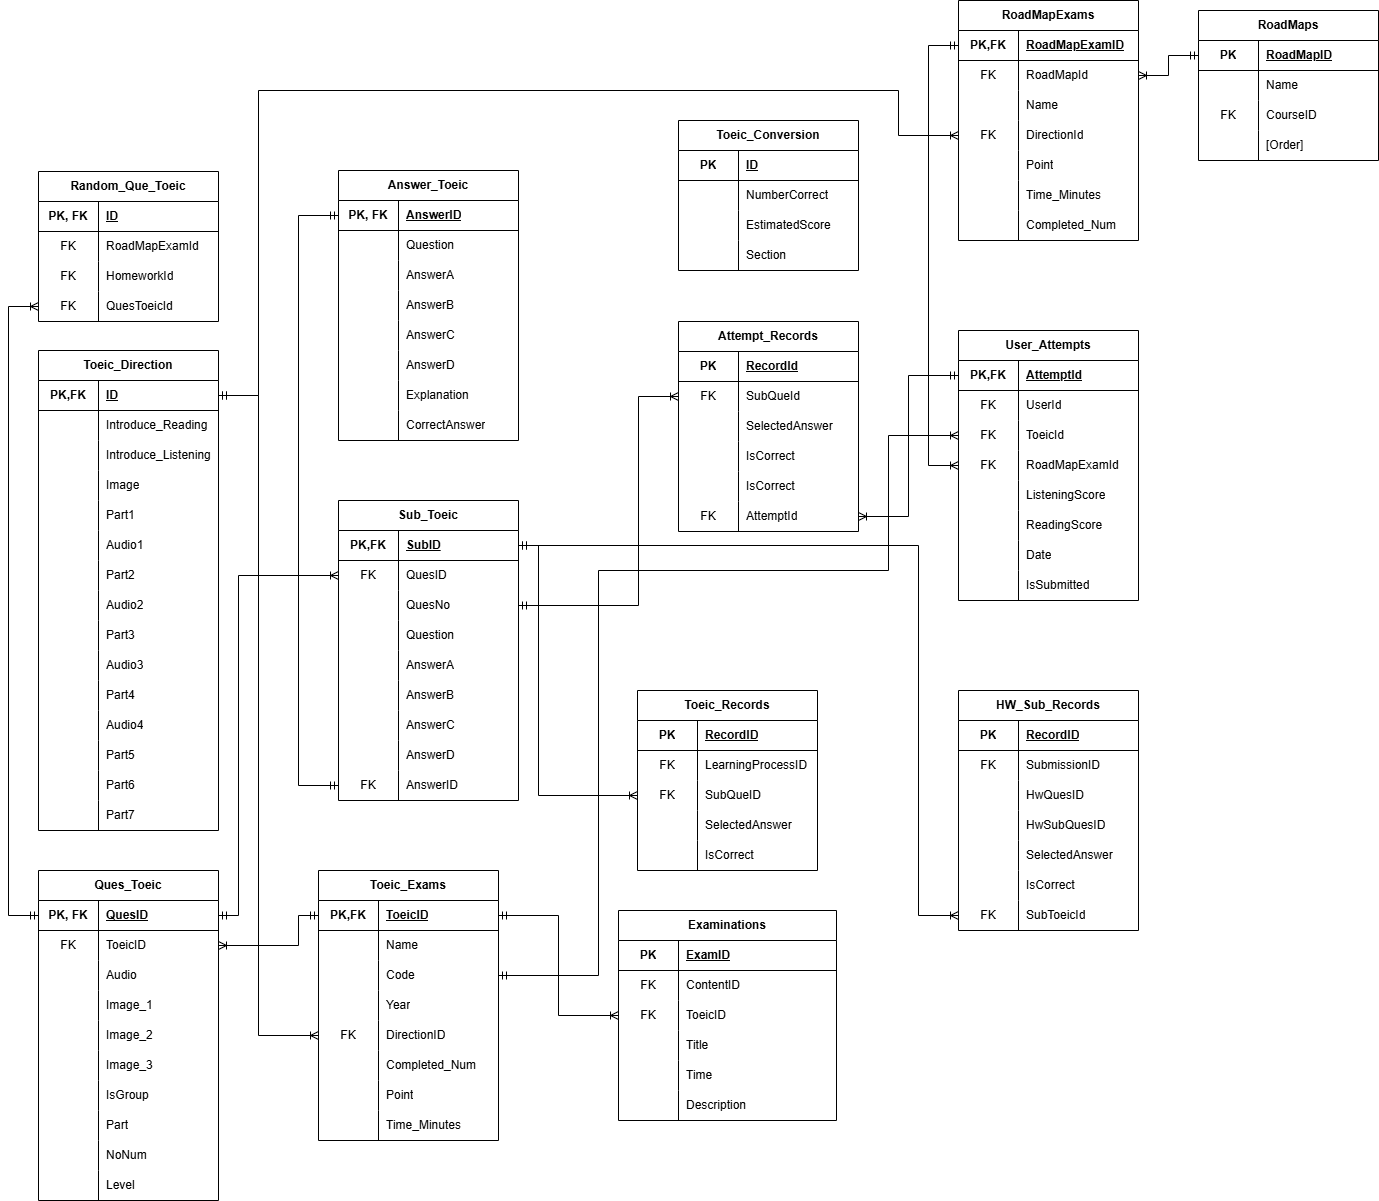 RoadMapExams
PK,FK RoadMapExamID
FK RoadMapId
Name
FK DirectionId
Point
Time_Minutes
Completed_Num
RoadMaps
PK RoadMapID
Name
FK CourseID
[Order]
Toeic_Conversion
PK ID
NumberCorrect
EstimatedScore
Section
Random_Que_Toeic
PK, FK ID
FK RoadMapExamId
FK HomeworkId
FK QuesToeicId
Answer_Toeic
PK, FK AnswerID
Question
AnswerA
AnswerB
AnswerC
AnswerD
Explanation
CorrectAnswer
Attempt_Records
PK RecordId
FK SubQueId
SelectedAnswer
IsCorrect
IsCorrect
FK AttemptId
User_Attempts
PK,FK AttemptId
FK UserId
FK ToeicId
FK RoadMapExamId
ListeningScore
ReadingScore
Date
IsSubmitted
Toeic_Direction
PK,FK ID
Introduce_Reading
Introduce_Listening
Image
Part1
Audio1
Part2
Audio2
Part3
Audio3
Part4
Audio4
Part5
Part6
Part7
Sub_Toeic
PK,FK SubID
FK QuesID
QuesNo
Question
AnswerA
AnswerB
AnswerC
AnswerD
FK AnswerID
Toeic_Records
PK RecordID
FK LearningProcessID
FK SubQueID
SelectedAnswer
IsCorrect
HW_Sub_Records
PK RecordID
FK SubmissionID
HwQuesID
HwSubQuesID
SelectedAnswer
IsCorrect
FK SubToeicId
Ques_Toeic
PK, FK QuesID
FK ToeicID
Audio
Image_1
Image_2
Image_3
IsGroup
Part
NoNum
Level
Toeic_Exams
PK,FK ToeicID
Name
Code
Year
FK DirectionID
Completed_Num
Point
Time_Minutes
Examinations
PK ExamID
FK ContentID
FK ToeicID
Title
Time
Description